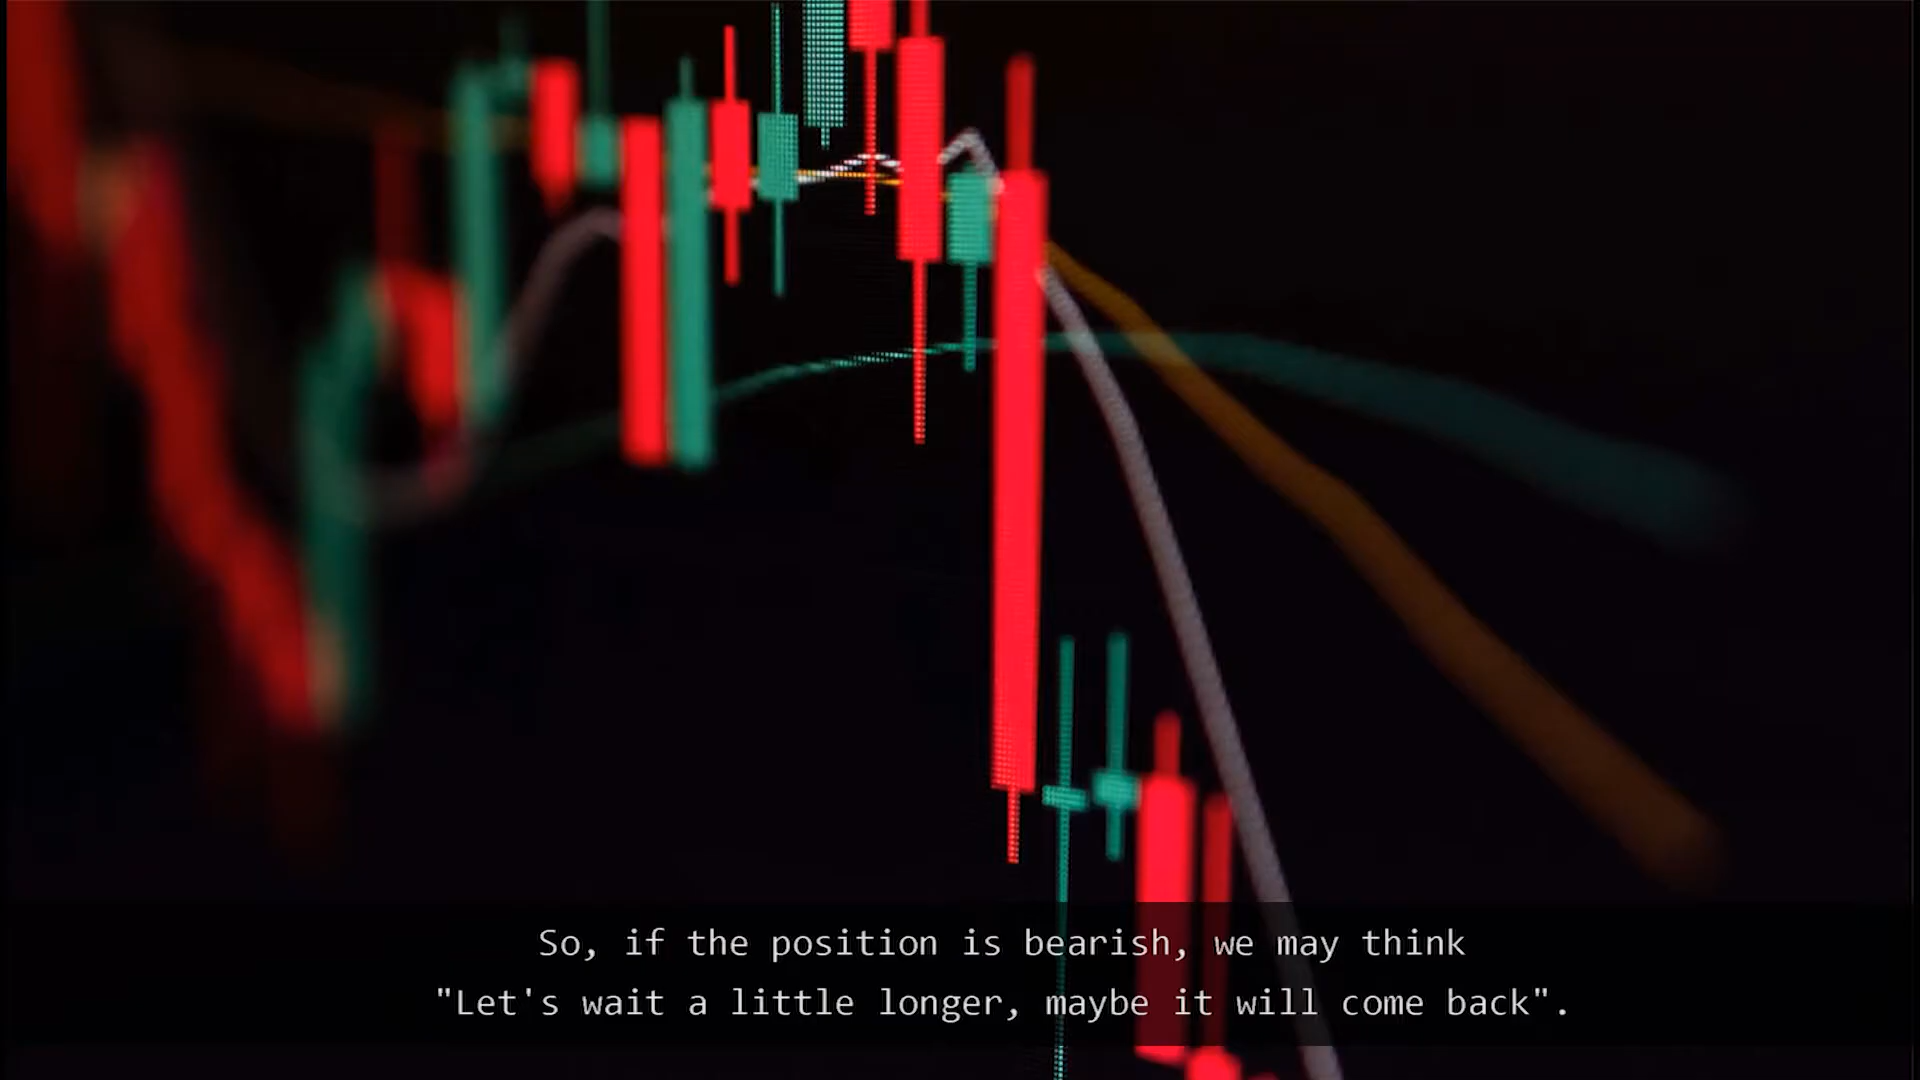 So, if the position is bearish, we may think
"Let's wait a little longer, maybe it will come back".